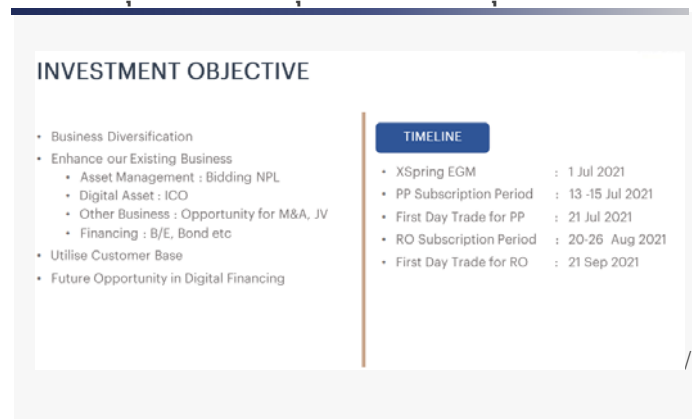 INVESTMENT OBJECTIVE
• Business Diversification
• Enhance our Existing Business
• Asset Management : Bidding NPL
• Digital Asset : ICO
• Other Business : Opportunity for M&A, JV
• Financing : B/E, Bond etc
• Utilise Customer Base
• Future Opportunity in Digital Financing
TIMELINE
• XSpring EGM : 1 Jul 2021
• PP Subscription Period : 13 -15 Jul 2021
• First Day Trade for PP : 21 Jul 2021
• RO Subscription Period : 20-26 Aug 2021
• First Day Trade for RO : 21 Sep 2021
/